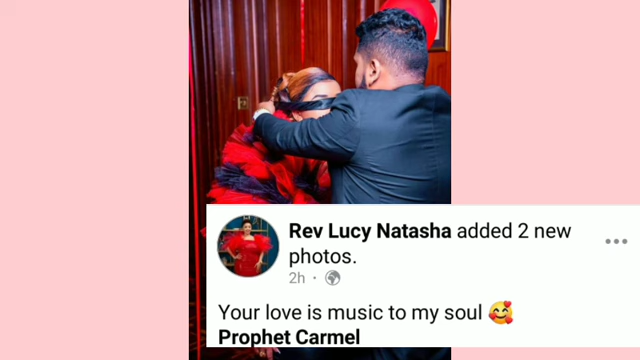 Rev Lucy Natasha added 2 new
photos.
2h ·
Your love is music to my soul 🥰
Prophet Carmel